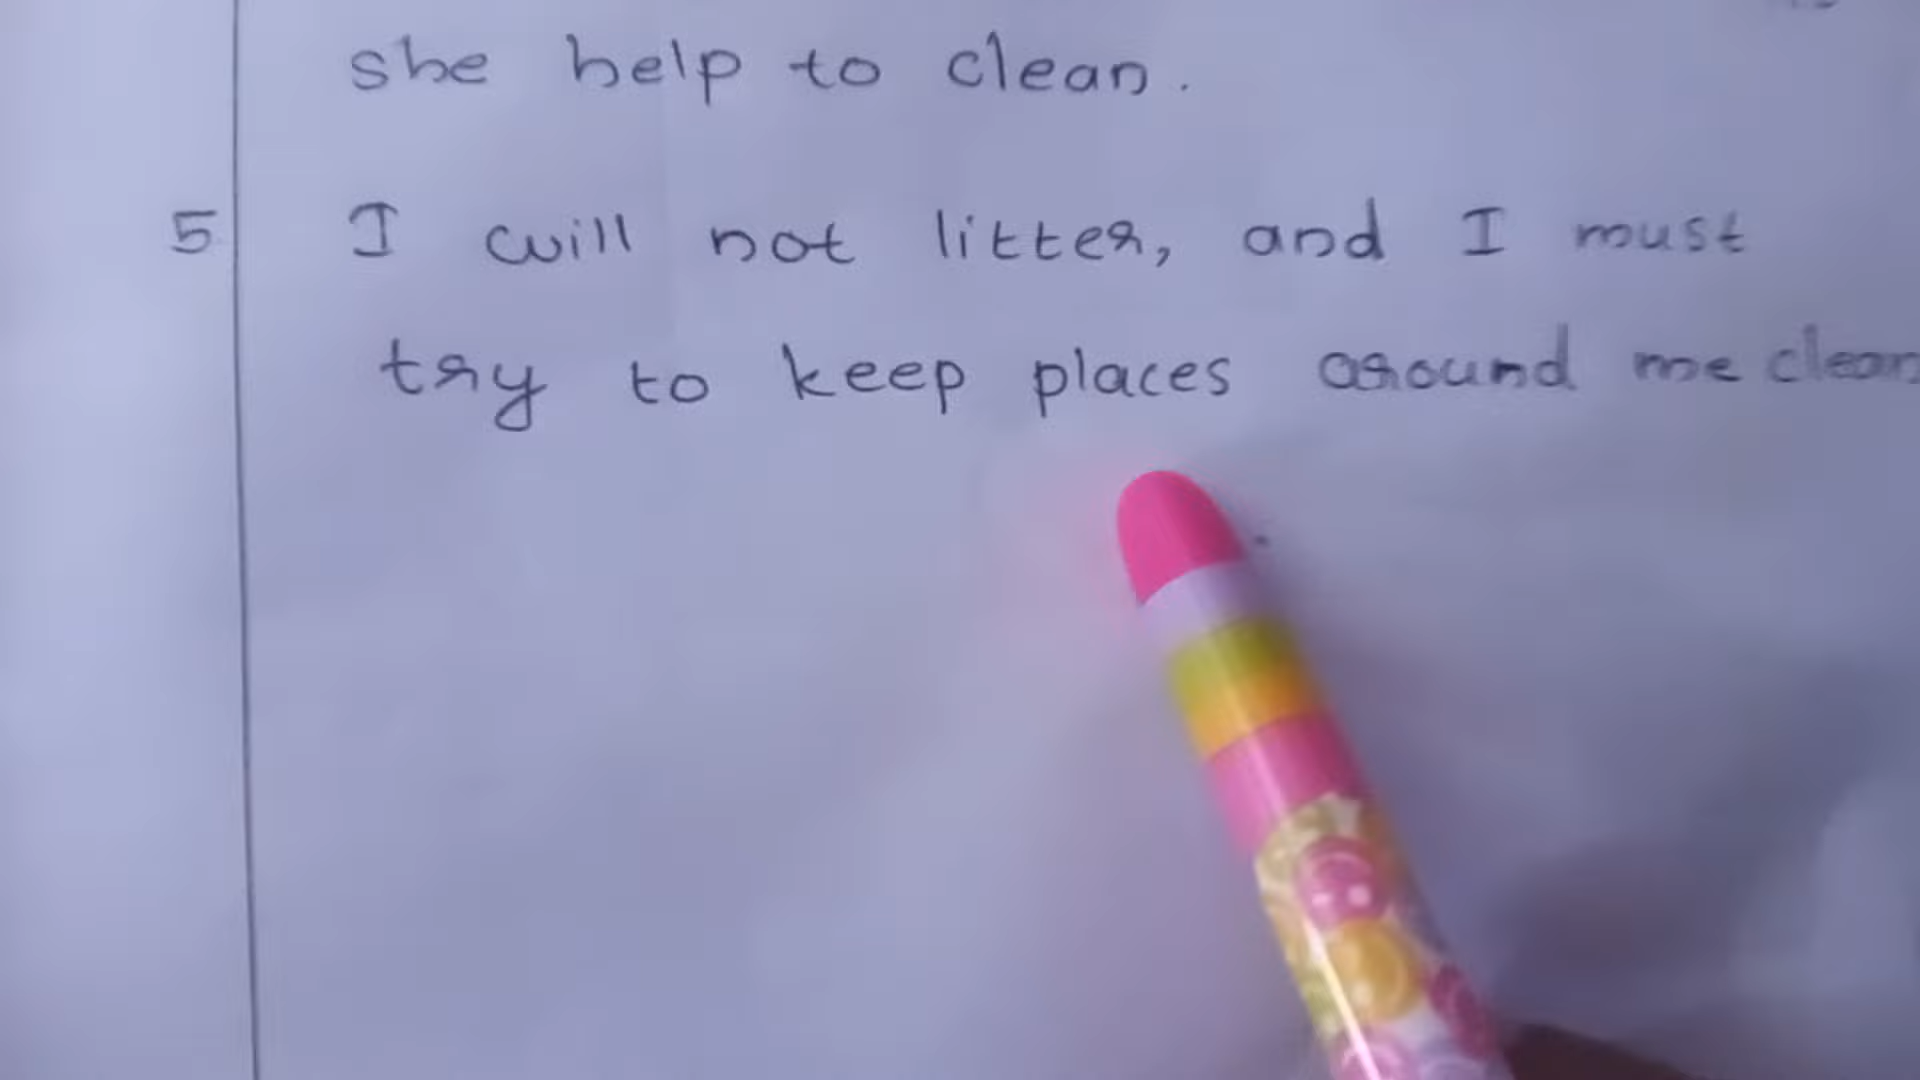 she help to clean.
5 I will not litter, and I must
try to keep places around me clean